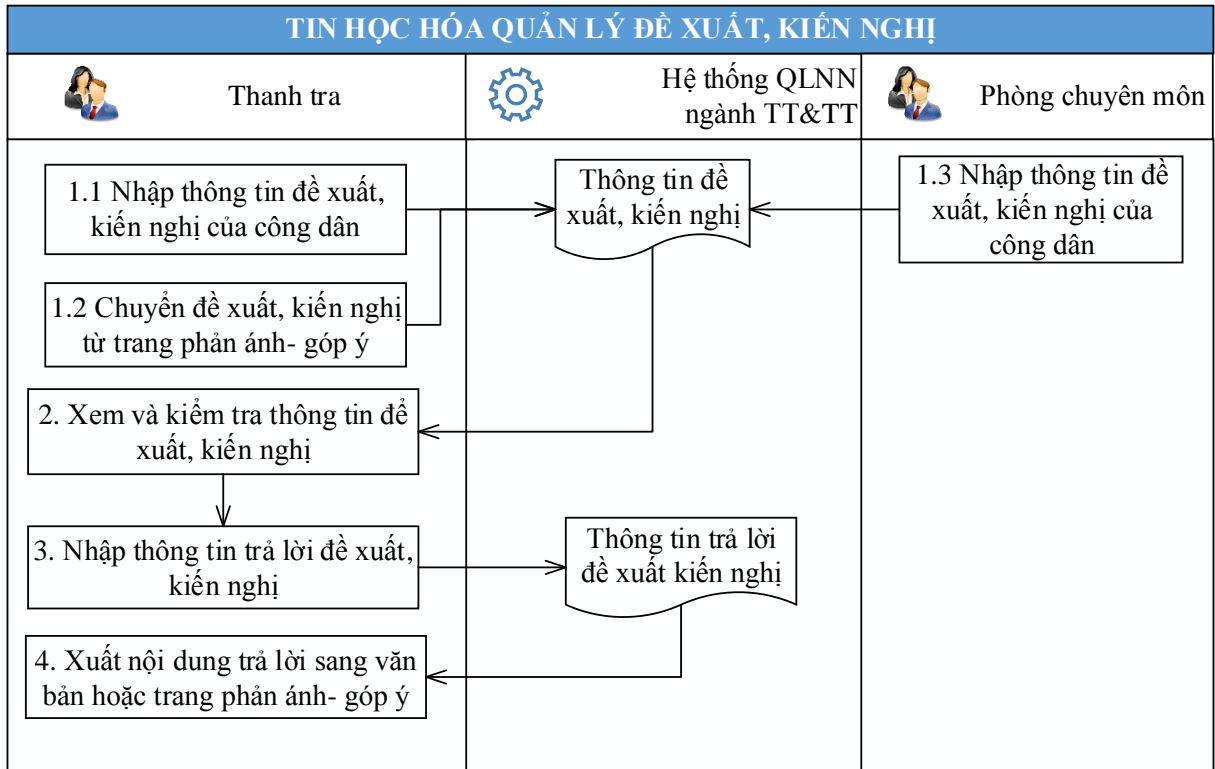 TIN HỌC HÓA QUẢN LÝ ĐỀ XUẤT, KIẾN NGHỊ
Thanh tra
Hệ thống QLNN
ngành TT&TT
Phòng chuyên môn
1.1 Nhập thông tin đề xuất,
kiến nghị của công dân
Thông tin đề
xuất, kiến nghị
1.3 Nhập thông tin đề
xuất, kiến nghị của
công dân
1.2 Chuyển đề xuất, kiến nghị
từ trang phản ánh- góp ý
2. Xem và kiểm tra thông tin để
xuất, kiến nghị
3. Nhập thông tin trả lời đề xuất,
kiến nghị
Thông tin trả lời
đề xuất kiến nghị
4. Xuất nội dung trả lời sang văn
bản hoặc trang phản ánh- góp ý